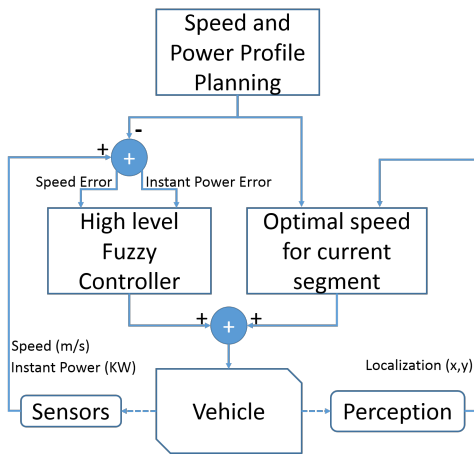 Speed and
Power Profile
Planning
-
+
+
Speed Error
Instant Power Error
High level
Fuzzy
Controller
Optimal speed
for current
segment
+
+
+
Speed (m/s)
Instant Power (KW)
Localization (x,y)
Sensors
Vehicle
Perception